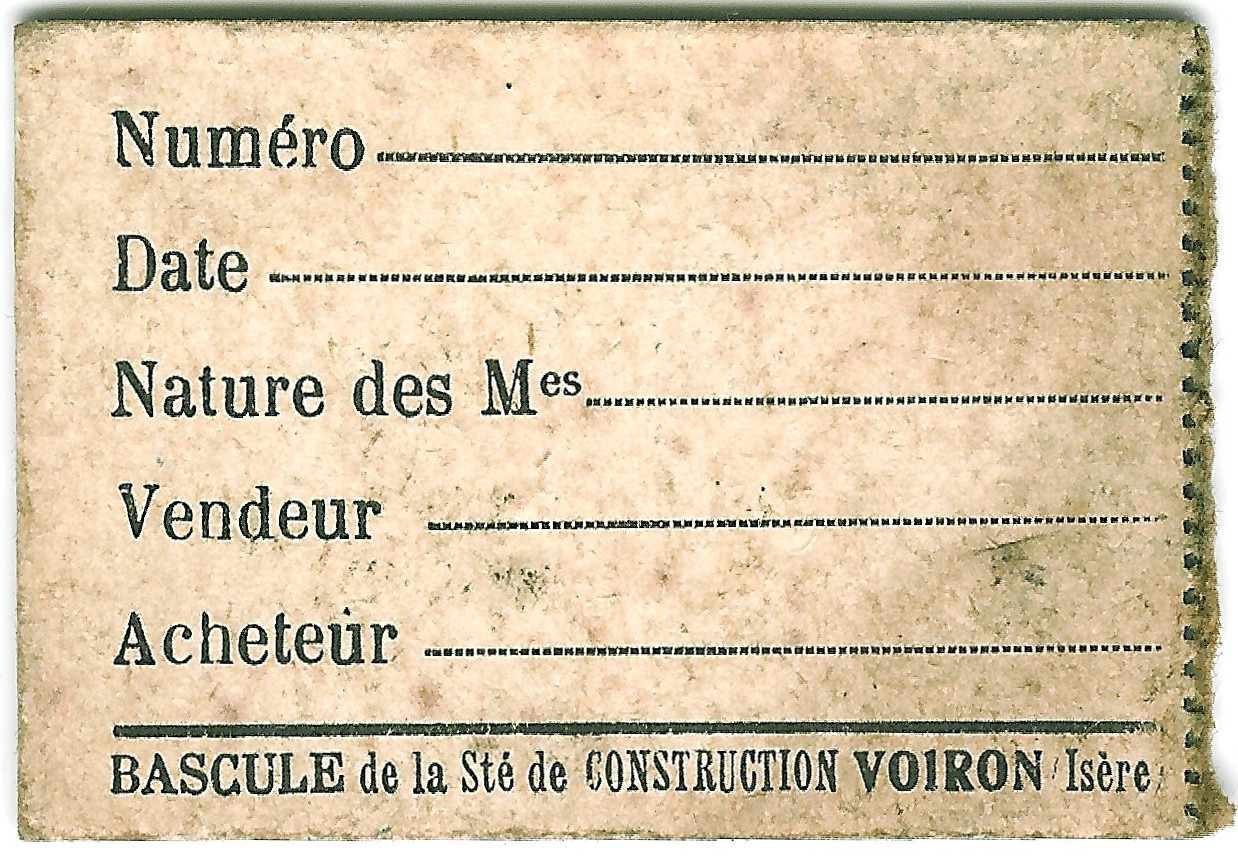 Numéro
Date
Nature des Mes
Vendeur
Acheteur
BASCULE de la Sté de CONSTRUCTION VOIRON (Isère)